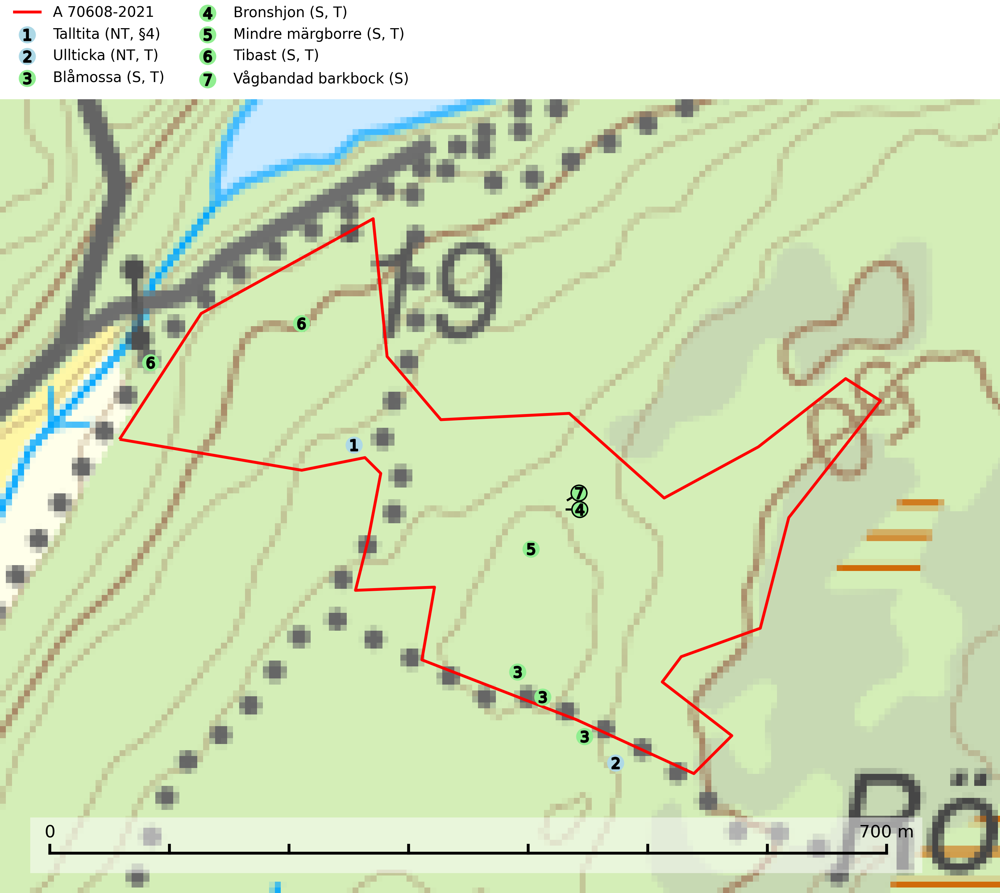 A 70608-2021
1 Talltita (NT, §4)
2 Ullticka (NT, T)
3 Blåmossa (S, T)
4 Bronshjon (S, T)
5 Mindre märgborre (S, T)
6 Tibast (S, T)
7 Vågbandad barkbock (S)
19
6
6
1
7
4
5
3
3
3
2
Rö
0 700 m